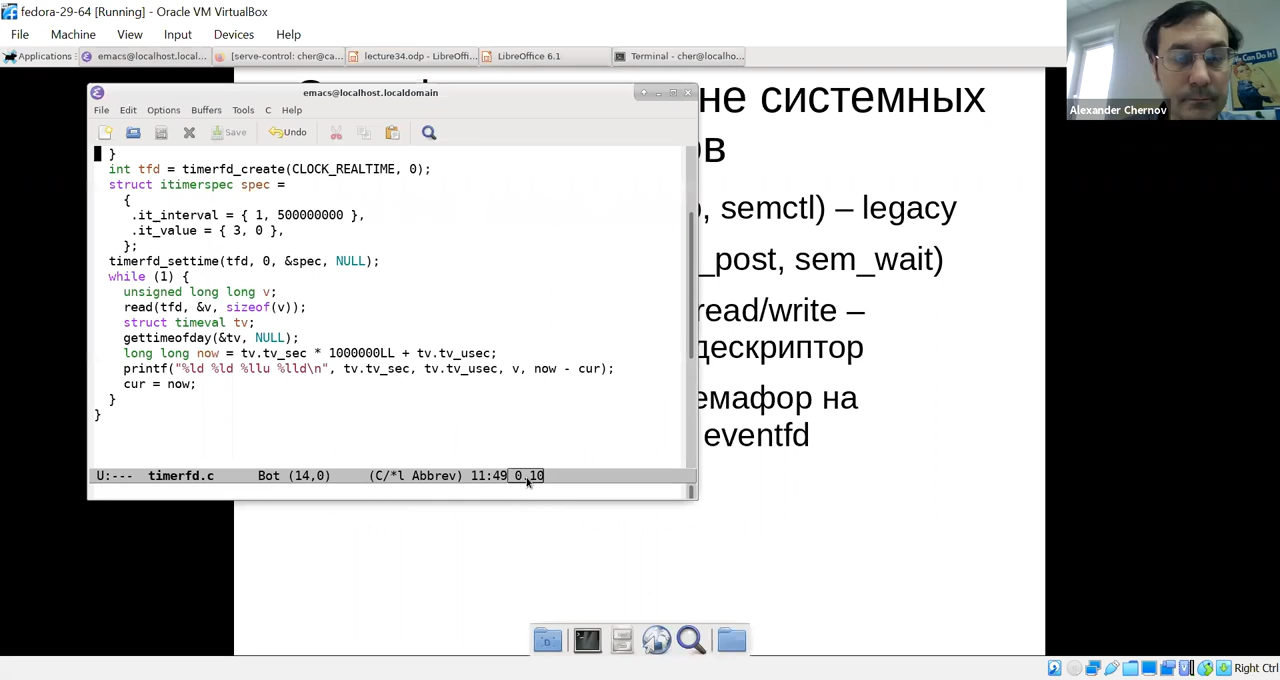 fedora-29-64 [Running] - Oracle VM VirtualBox
File Machine View Input Devices Help
Applications emacs@localhost.local... [serve-control: cher@ca... lecture34.odp - LibreOffi... LibreOffice 6.1 Terminal - cher@localho...
We Can Do It!
Alexander Chernov
emacs@localhost.localdomain
File Edit Options Buffers Tools C Help
Save Undo
}
int tfd = timerfd_create(CLOCK_REALTIME, 0);
struct itimerspec spec =
{
.it_interval = { 1, 500000000 },
.it_value = { 3, 0 },
};
timerfd_settime(tfd, 0, &spec, NULL);
while (1) {
unsigned long long v;
read(tfd, &v, sizeof(v));
struct timeval tv;
gettimeofday(&tv, NULL);
long long now = tv.tv_sec * 1000000LL + tv.tv_usec;
printf("%ld %ld %llu %lld\n", tv.tv_sec, tv.tv_usec, v, now - cur);
cur = now;
}
}
U:--- timerfd.c Bot (14,0) (C/*l Abbrev) 11:49 0.10
не системных
ов
, semctl) – legacy
_post, sem_wait)
read/write –
дескриптор
емафор на
eventfd
Right Ctrl